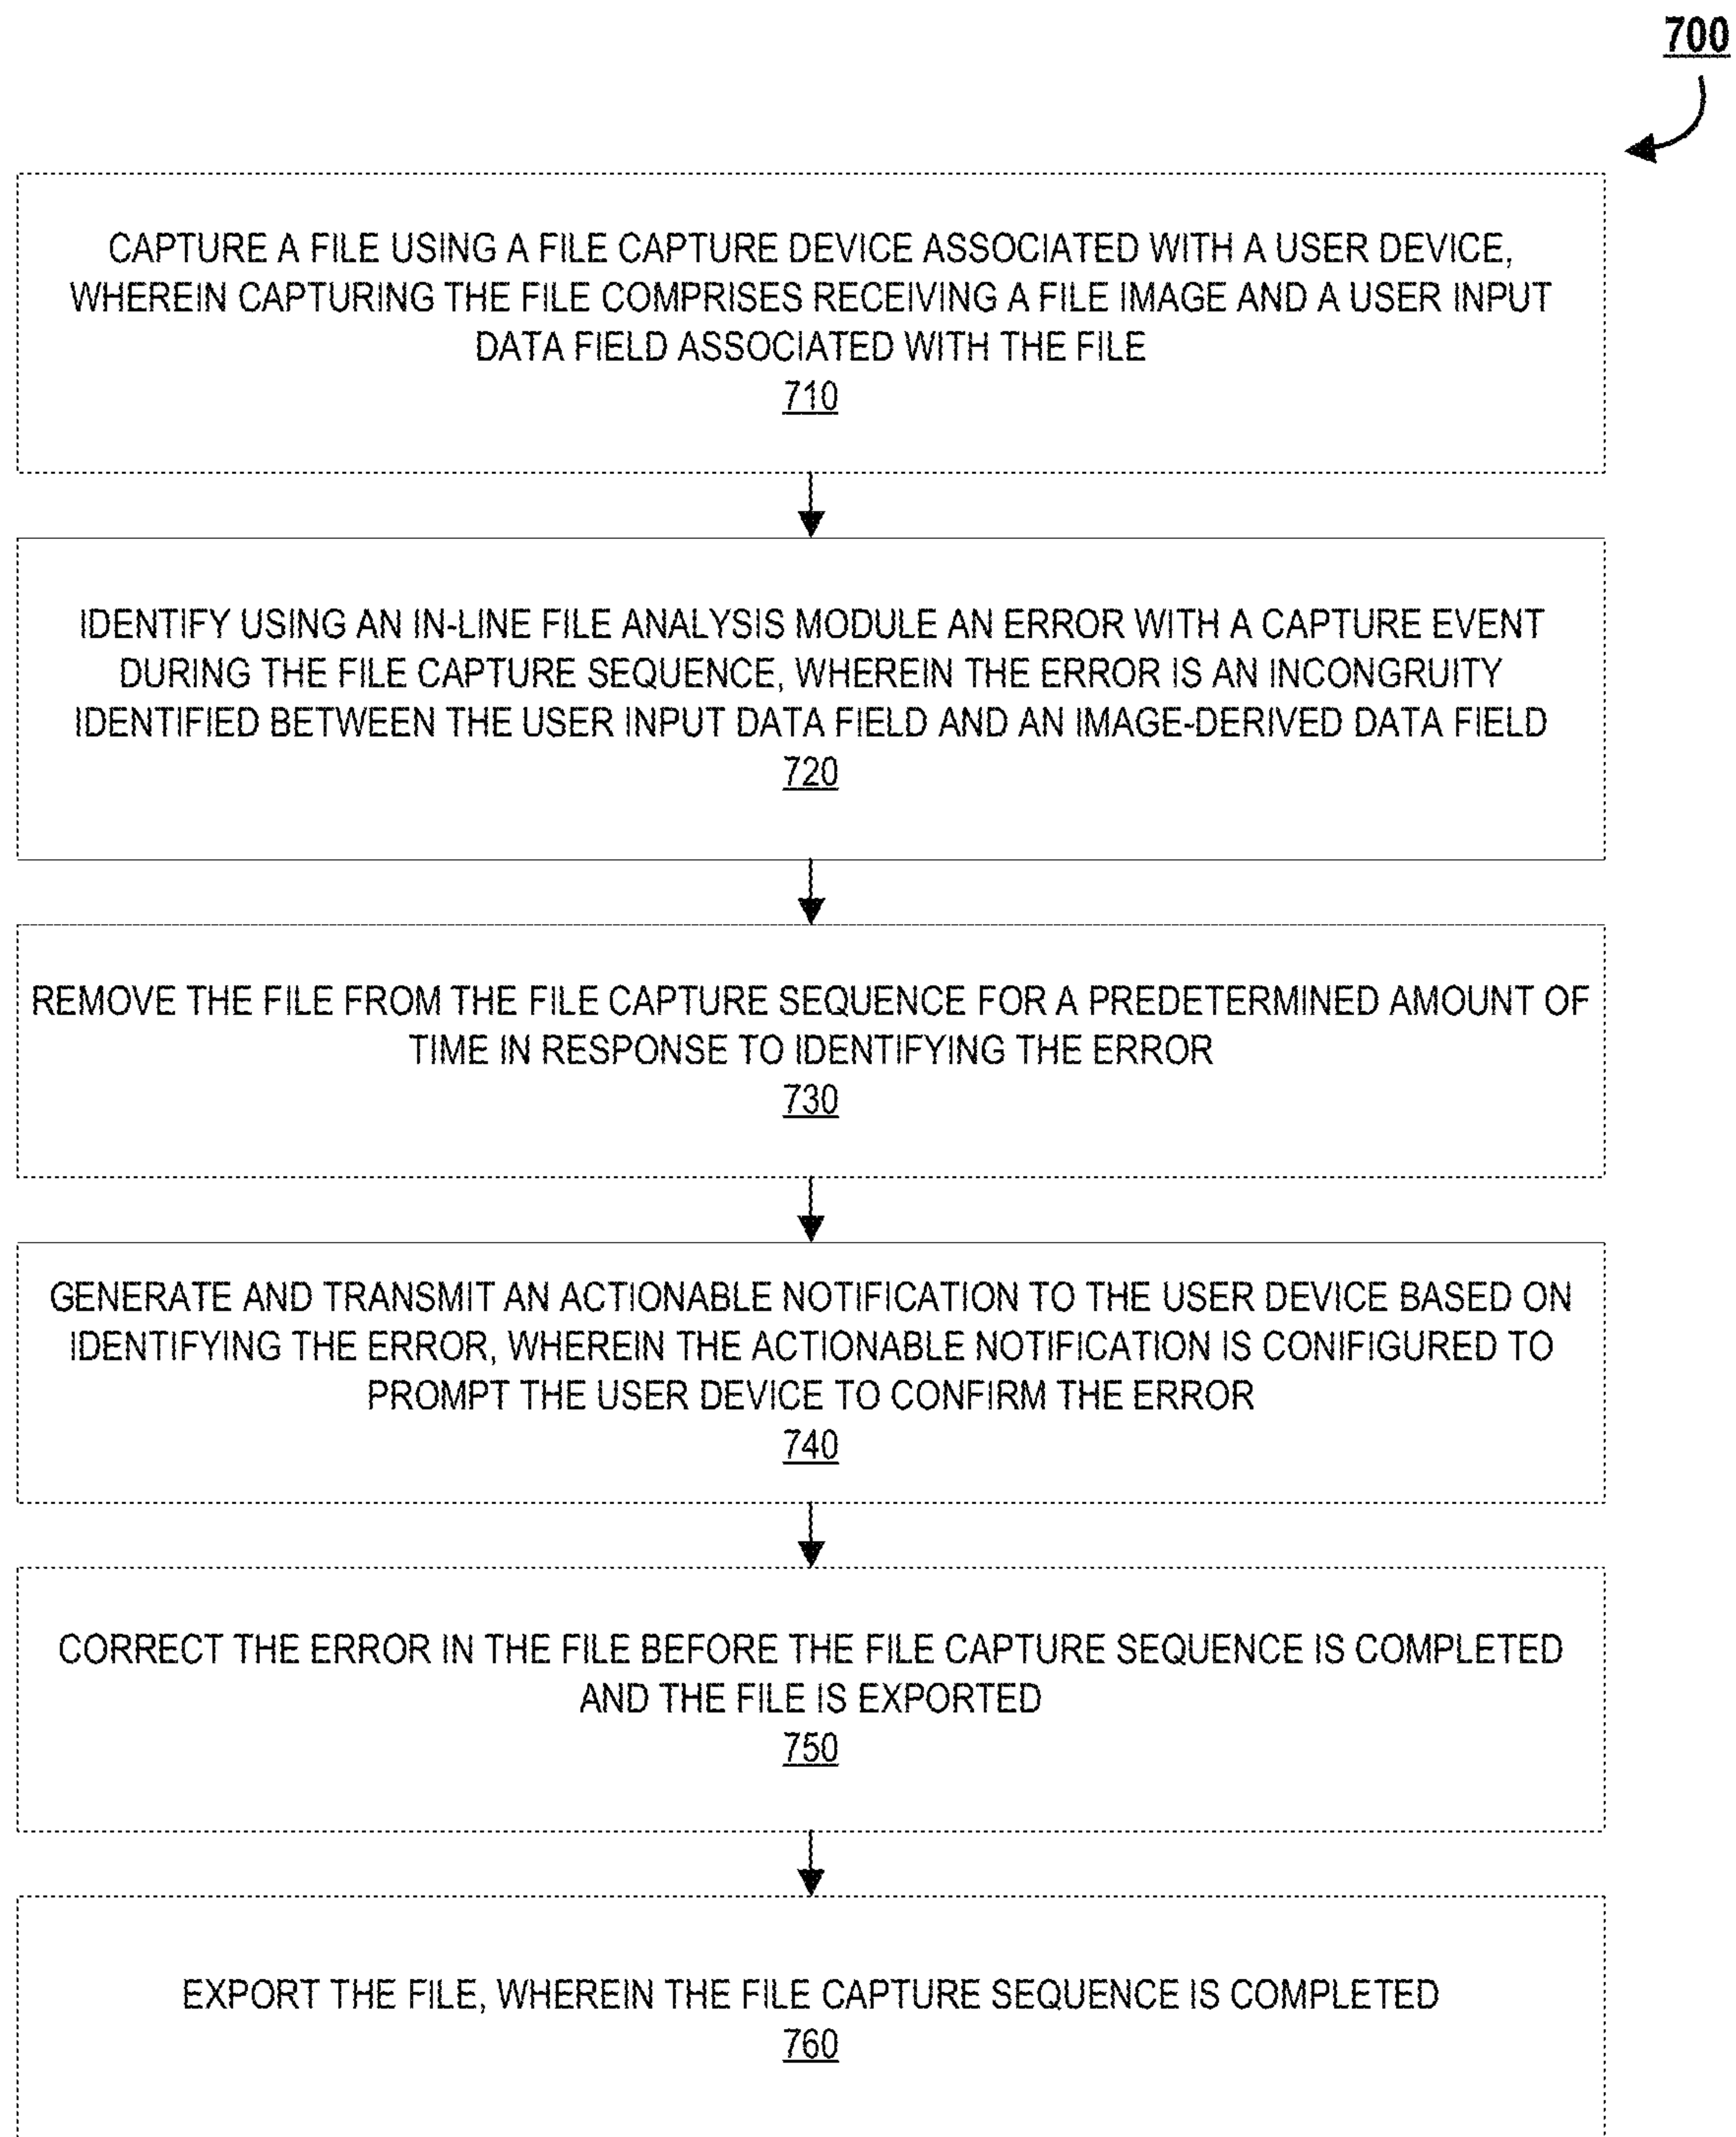 700
CAPTURE A FILE USING A FILE CAPTURE DEVICE ASSOCIATED WITH A USER DEVICE,
WHEREIN CAPTURING THE FILE COMPRISES RECEIVING A FILE IMAGE AND A USER INPUT
DATA FIELD ASSOCIATED WITH THE FILE
710
IDENTIFY USING AN IN-LINE FILE ANALYSIS MODULE AN ERROR WITH A CAPTURE EVENT
DURING THE FILE CAPTURE SEQUENCE, WHEREIN THE ERROR IS AN INCONGRUITY
IDENTIFIED BETWEEN THE USER INPUT DATA FIELD AND AN IMAGE-DERIVED DATA FIELD
720
REMOVE THE FILE FROM THE FILE CAPTURE SEQUENCE FOR A PREDETERMINED AMOUNT OF
TIME IN RESPONSE TO IDENTIFYING THE ERROR
730
GENERATE AND TRANSMIT AN ACTIONABLE NOTIFICATION TO THE USER DEVICE BASED ON
IDENTIFYING THE ERROR, WHEREIN THE ACTIONABLE NOTIFICATION IS CONIFIGURED TO
PROMPT THE USER DEVICE TO CONFIRM THE ERROR
740
CORRECT THE ERROR IN THE FILE BEFORE THE FILE CAPTURE SEQUENCE IS COMPLETED
AND THE FILE IS EXPORTED
750
EXPORT THE FILE, WHEREIN THE FILE CAPTURE SEQUENCE IS COMPLETED
760